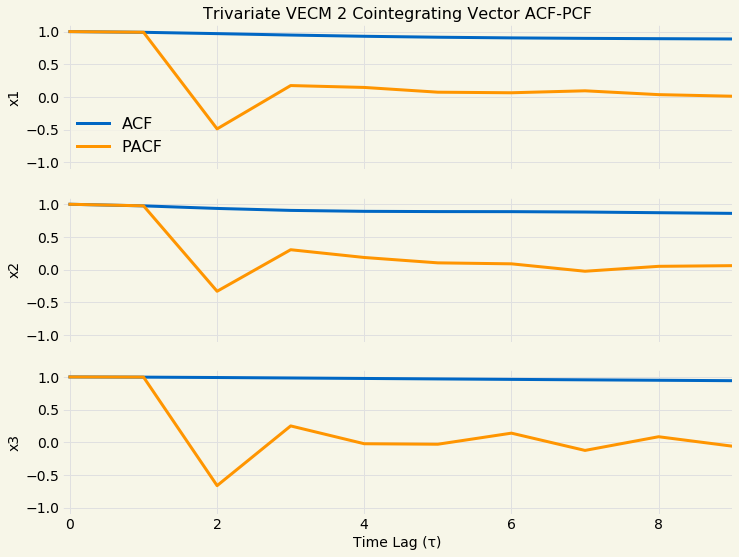 Trivariate VECM 2 Cointegrating Vector ACF-PCF
1.0
0.5
0.0
−0.5
−1.0
x1
ACF
PACF
1.0
0.5
0.0
−0.5
−1.0
x2
1.0
0.5
0.0
−0.5
−1.0
x3
0 2 4 6 8
Time Lag (τ)